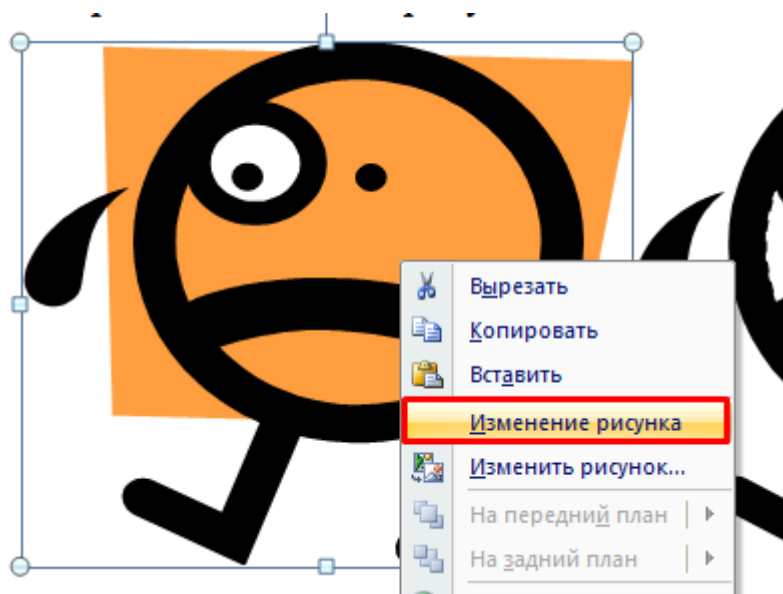 Вырезать
Копировать
Вставить
Изменение рисунка
Изменить рисунок...
На передний план
На задний план